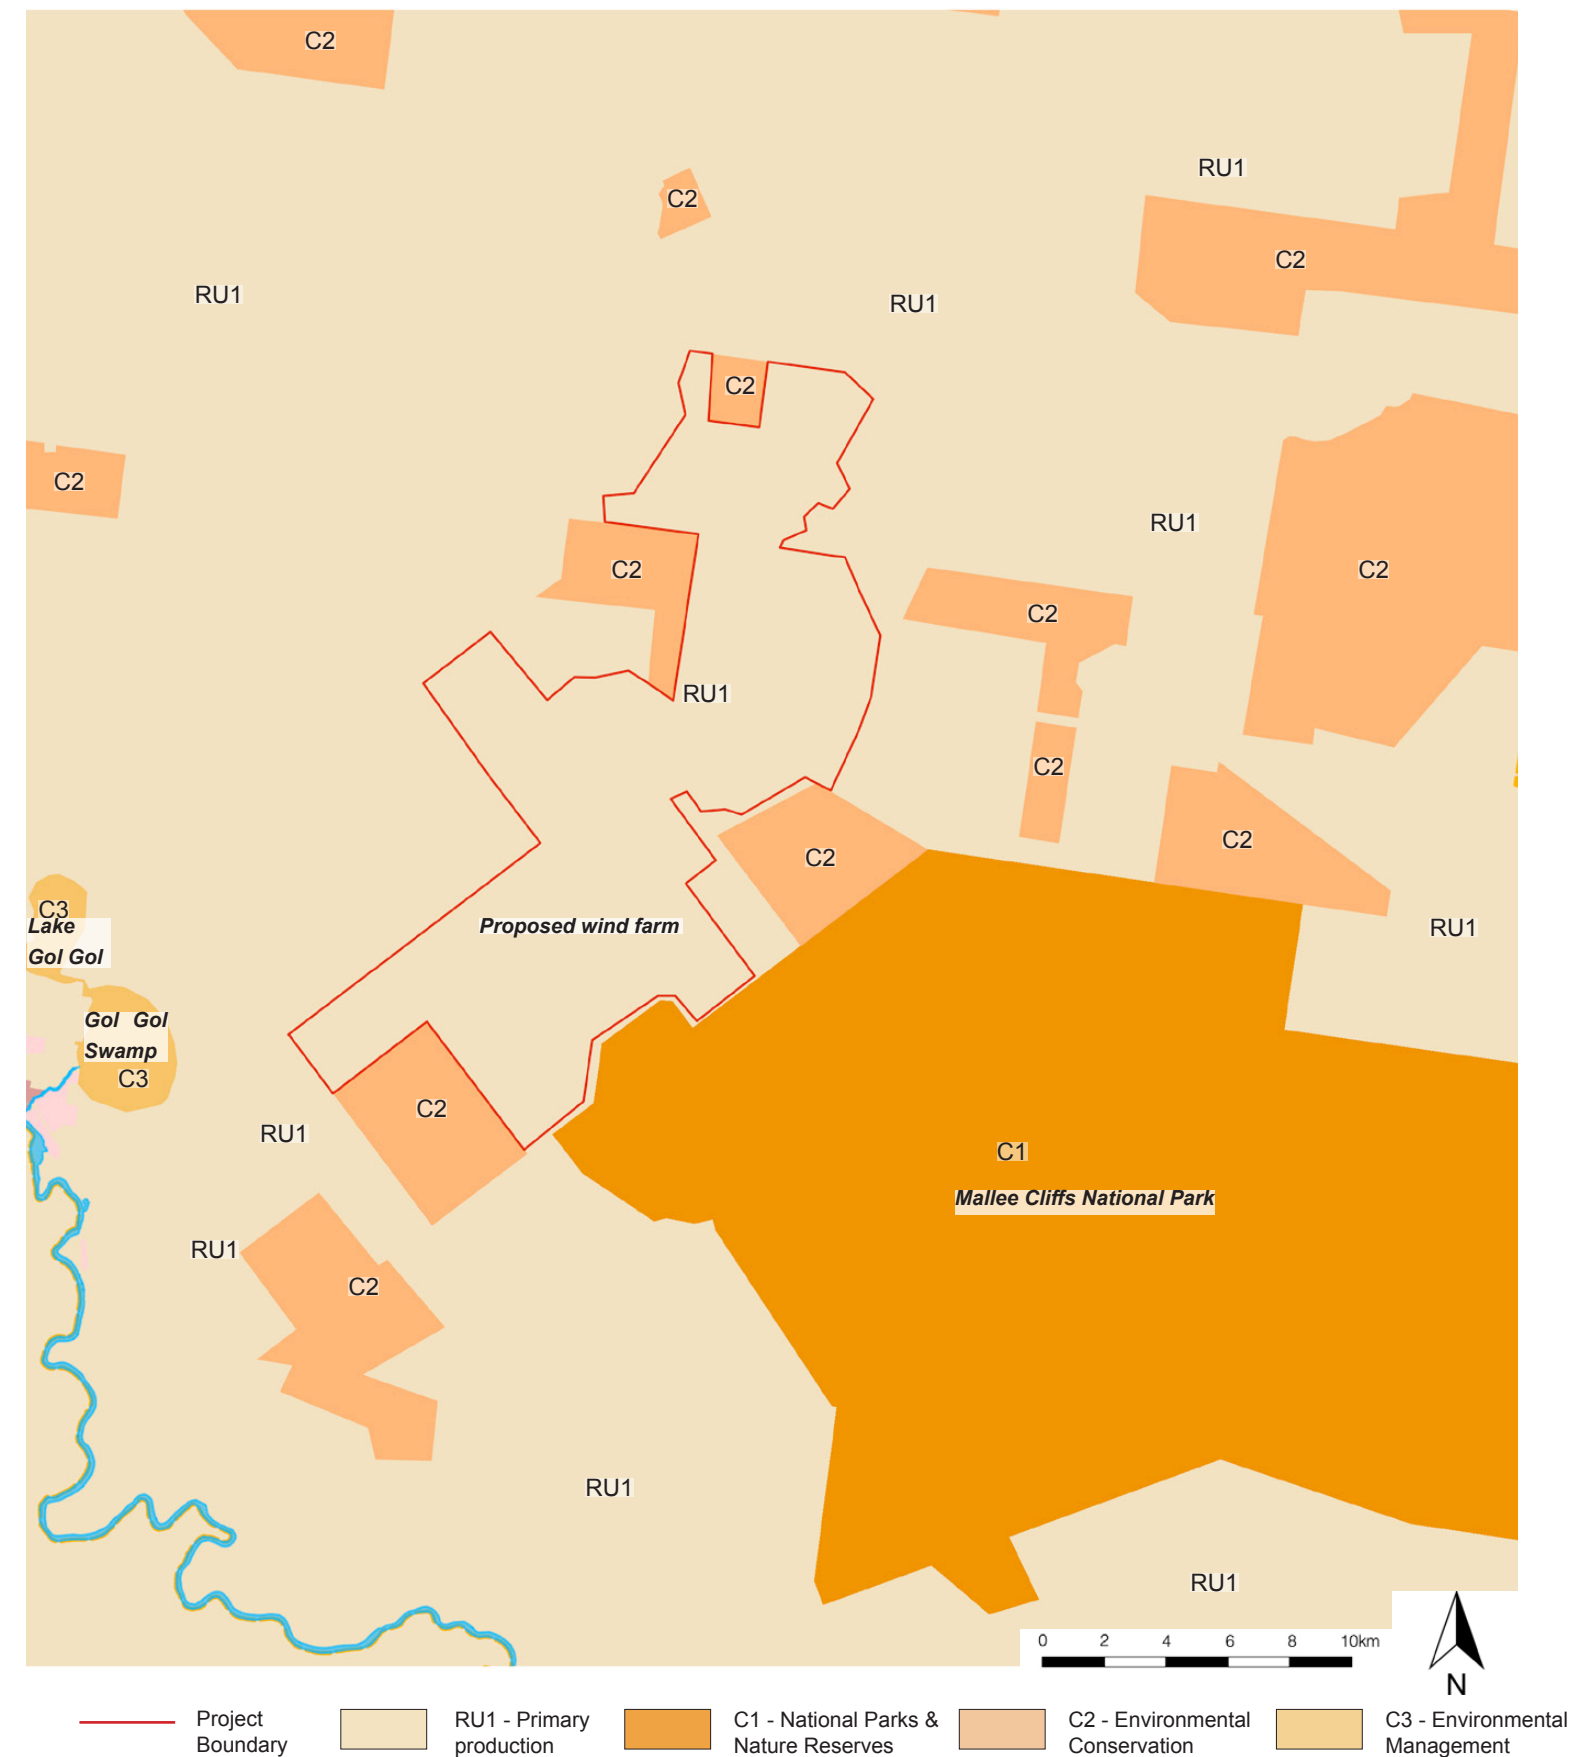 C2
RU1
C2
C2
RU1
RU1
C2
C2
RU1
C2
C2
C2
RU1
C2
C2
C2
C2
C3
Lake
Gol Gol
Proposed wind farm
RU1
Gol Gol
Swamp
C3
C2
RU1
C1
Mallee Cliffs National Park
RU1
C2
RU1
RU1
0 2 4 6 8 10km
N
Project
Boundary
RU1 - Primary
production
C1 - National Parks &
Nature Reserves
C2 - Environmental
Conservation
C3 - Environmental
Management